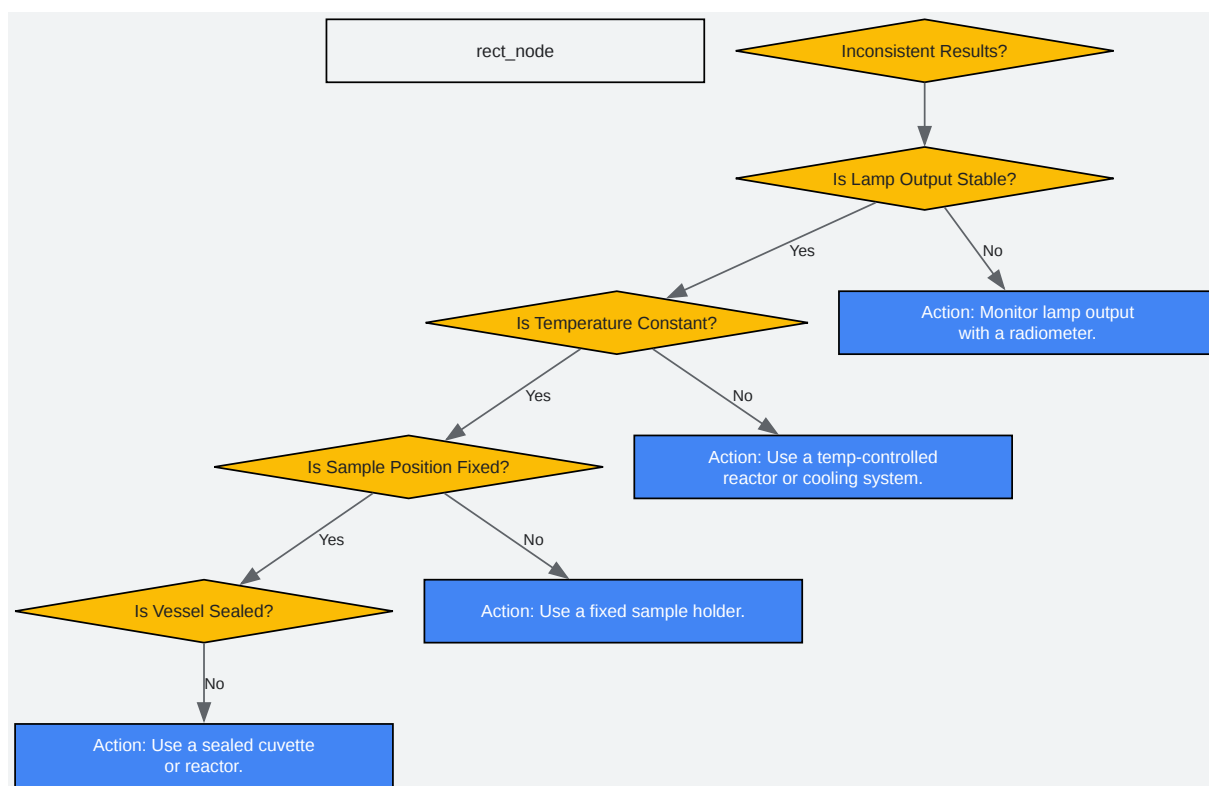 rect_node
Inconsistent Results?
Is Lamp Output Stable?
Yes
No
Is Temperature Constant?
Action: Monitor lamp output
with a radiometer.
Yes
No
Is Sample Position Fixed?
Action: Use a temp-controlled
reactor or cooling system.
Yes
No
Is Vessel Sealed?
Action: Use a fixed sample holder.
No
Action: Use a sealed cuvette
or reactor.